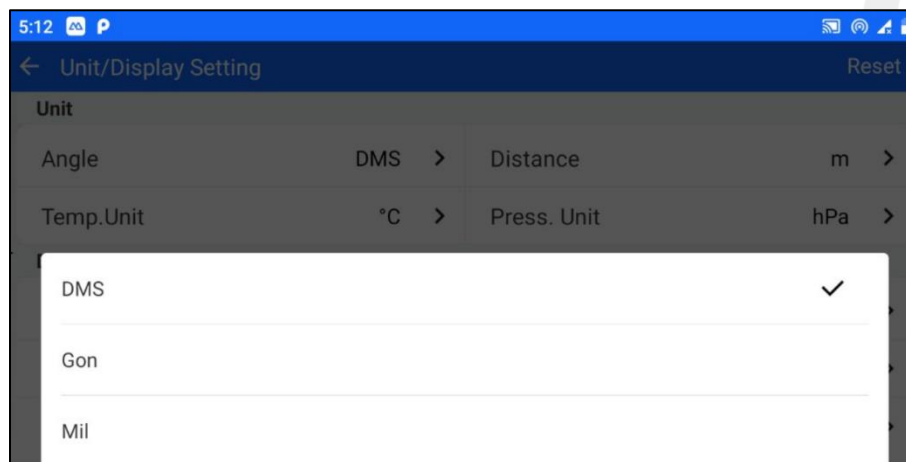 5:12
Unit/Display Setting Reset
Unit
Angle DMS Distance m
Temp.Unit °C Press. Unit hPa
DMS
Gon
Mil